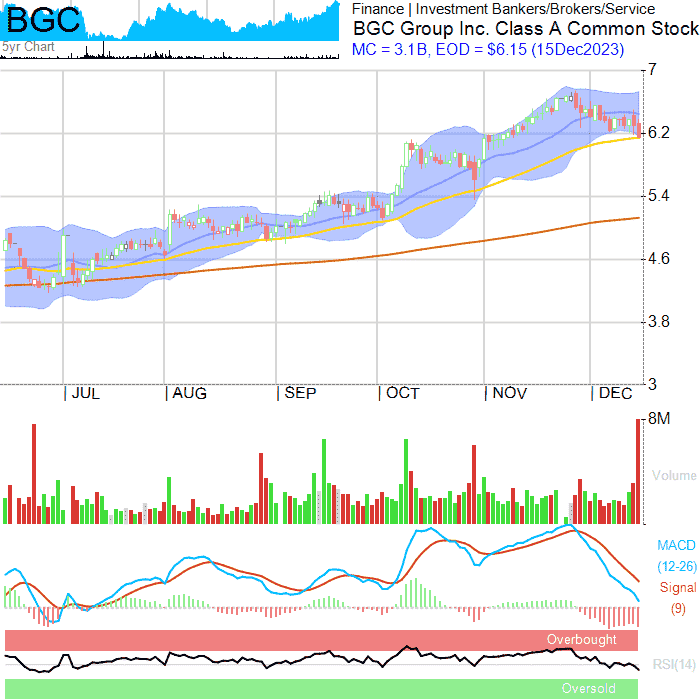 BGC
5yr Chart
Finance | Investment Bankers/Brokers/Service
BGC Group Inc. Class A Common Stock
MC = 3.1B, EOD = $6.15 (15Dec2023)
7
6.2
5.4
4.6
3.8
3
| JUL | AUG | SEP | OCT | NOV | DEC
8M
Volume
MACD
(12-26)
Signal
(9)
Overbought
RSI(14)
Oversold